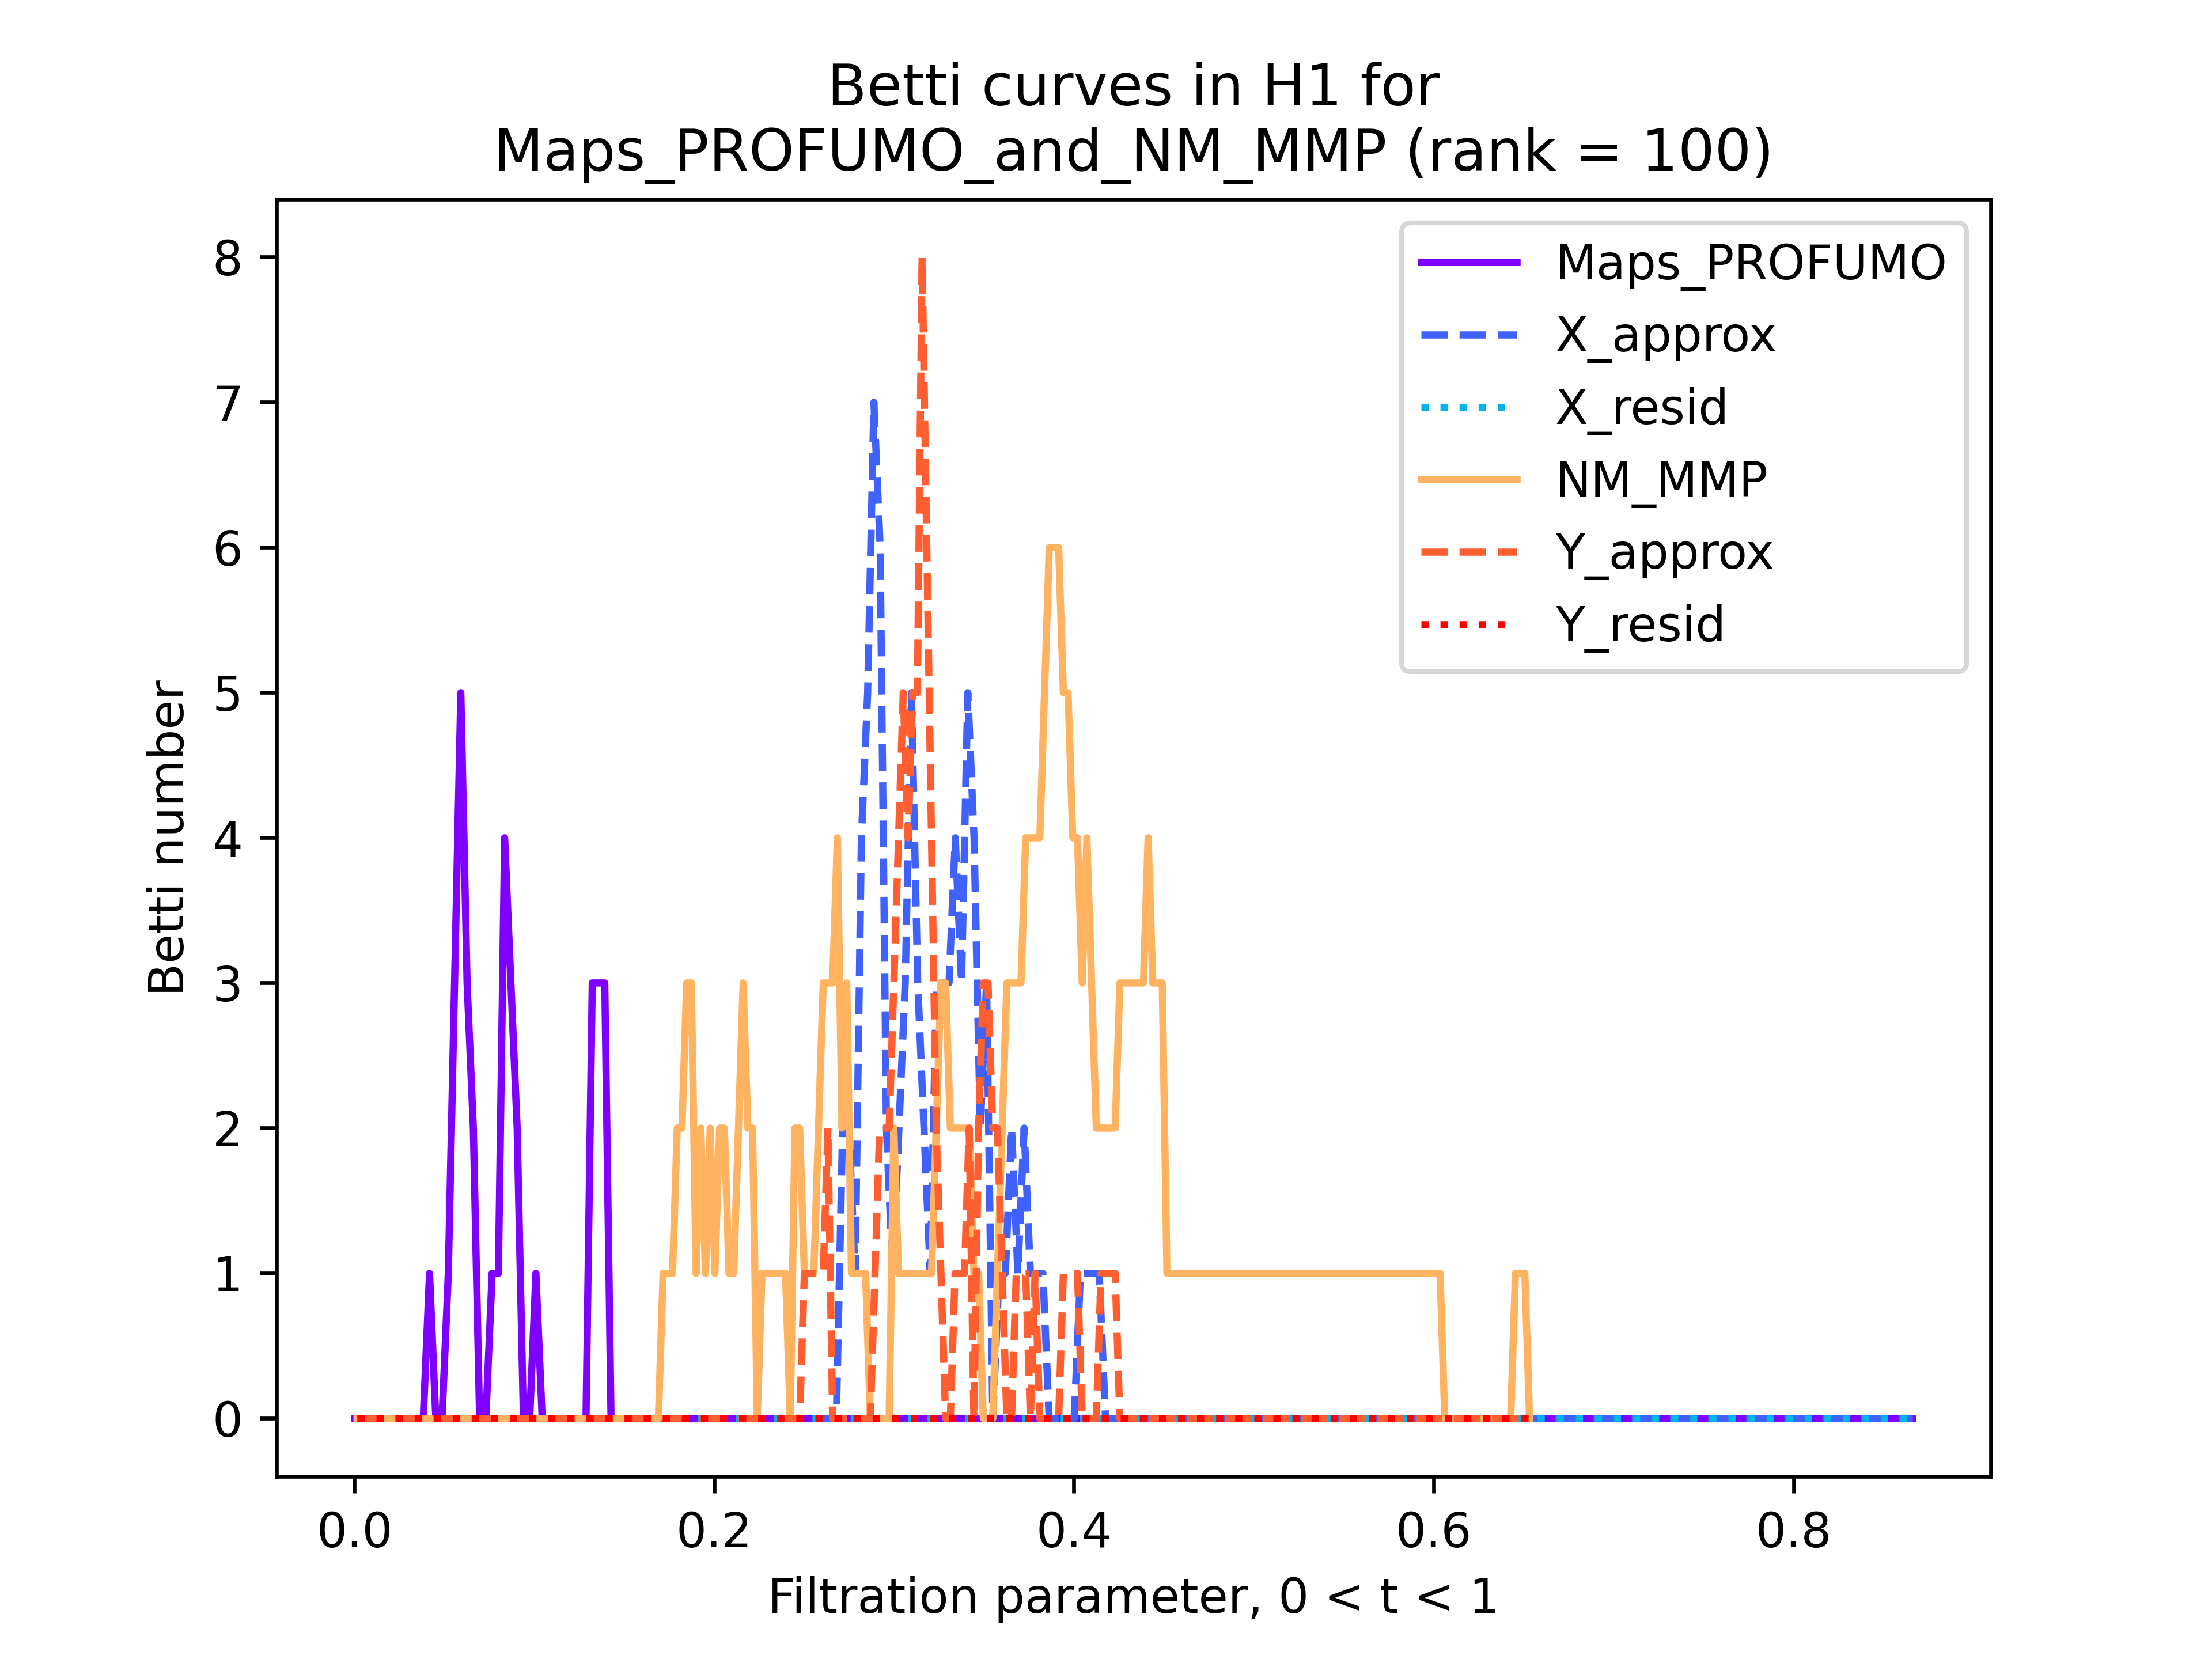 Betti curves in H1 for
Maps_PROFUMO_and_NM_MMP (rank = 100)
8
7
6
5
4
3
2
1
0
Betti number
Maps_PROFUMO
X_approx
X_resid
NM_MMP
Y_approx
Y_resid
0.0 0.2 0.4 0.6 0.8
Filtration parameter, 0 < t < 1